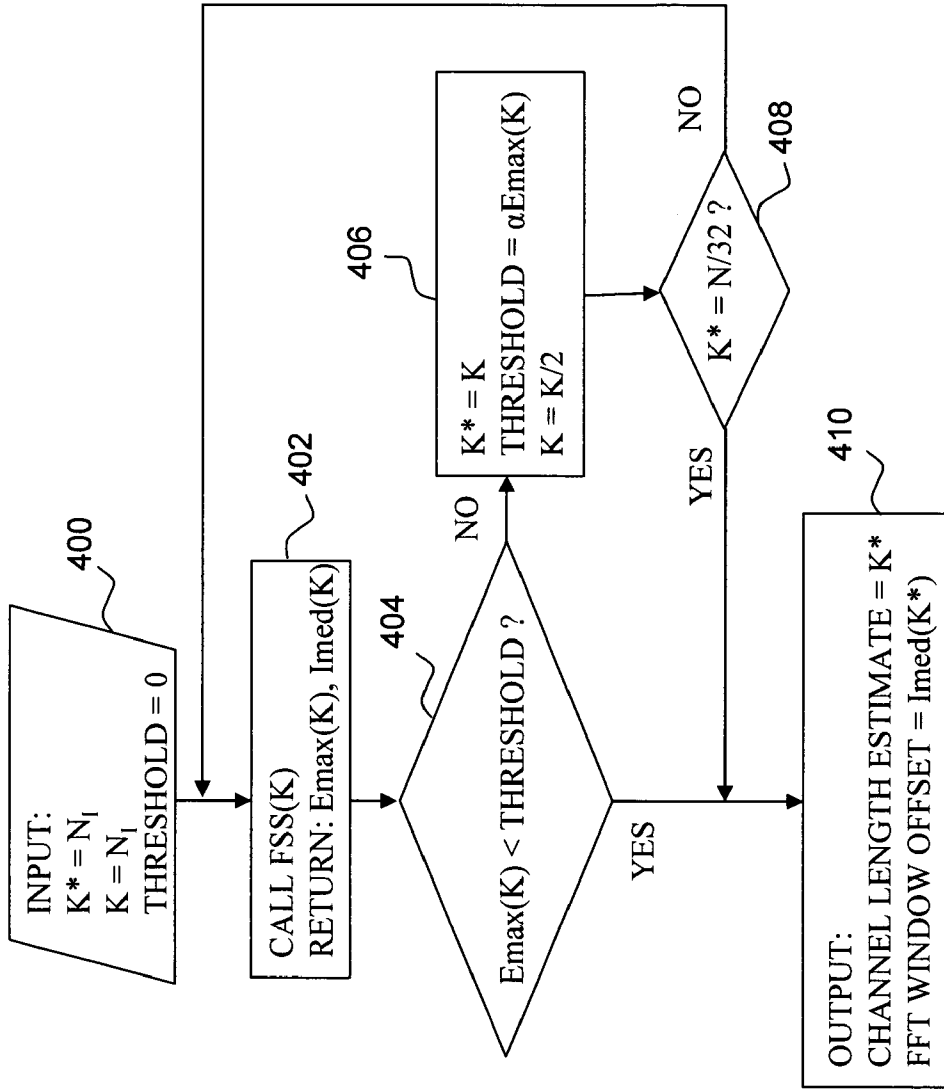 400
INPUT:
K* = N_I
K = N_I
THRESHOLD = 0
402
CALL FSS(K)
RETURN: Emax(K), Imed(K)
404
Emax(K) < THRESHOLD ?
NO
YES
406
K* = K
THRESHOLD = αEmax(K)
K = K/2
408
K* = N/32 ?
NO
YES
410
OUTPUT:
CHANNEL LENGTH ESTIMATE = K*
FFT WINDOW OFFSET = Imed(K*)